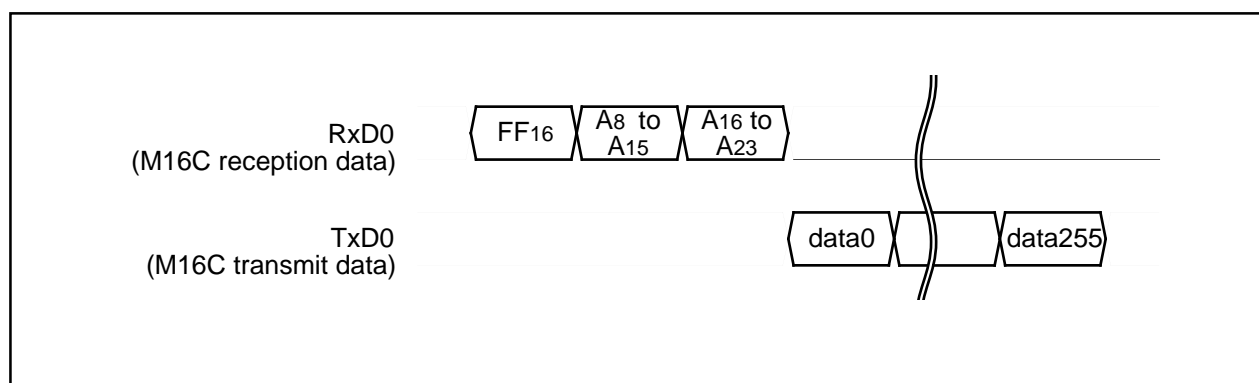 RxD0
(M16C reception data)
FF16
A8 to
A15
A16 to
A23
TxD0
(M16C transmit data)
data0
data255